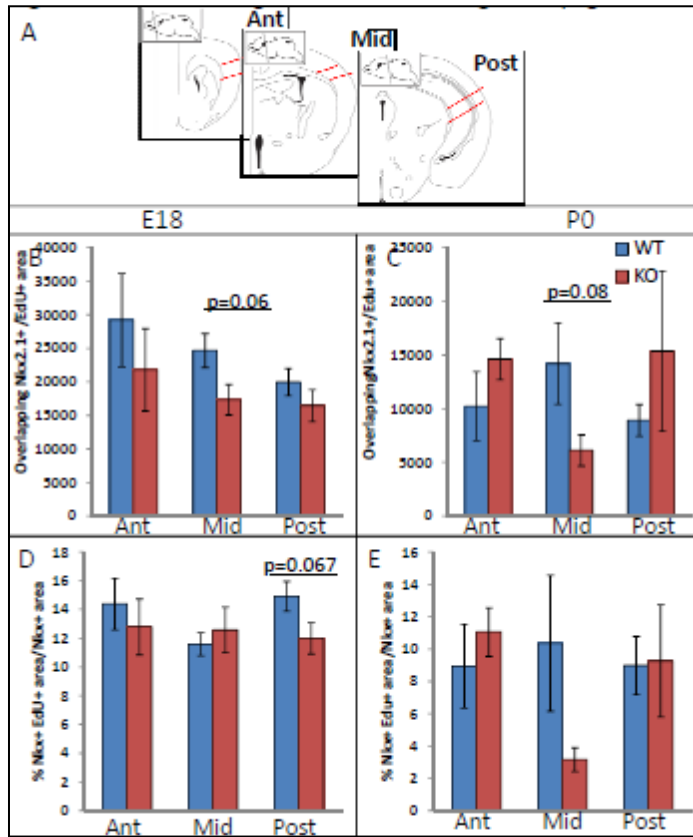 A
Ant
Mid
Post
E18
P0
B
Overlapping Nkx2.1+/EdU+ area
40000
35000
30000
25000
20000
15000
10000
5000
0
p=0.06
Ant Mid Post
C
OverlappingNkx2.1+/Edu+ area
25000
20000
15000
10000
5000
0
p=0.08
WT
KO
Ant Mid Post
D
% Nkx+ EdU+ area/Nkx+ area
18
16
14
12
10
8
6
4
2
0
p=0.067
Ant Mid Post
E
% Nkx+ Edu+ area/Nkx+ area
16
14
12
10
8
6
4
2
0
Ant Mid Post